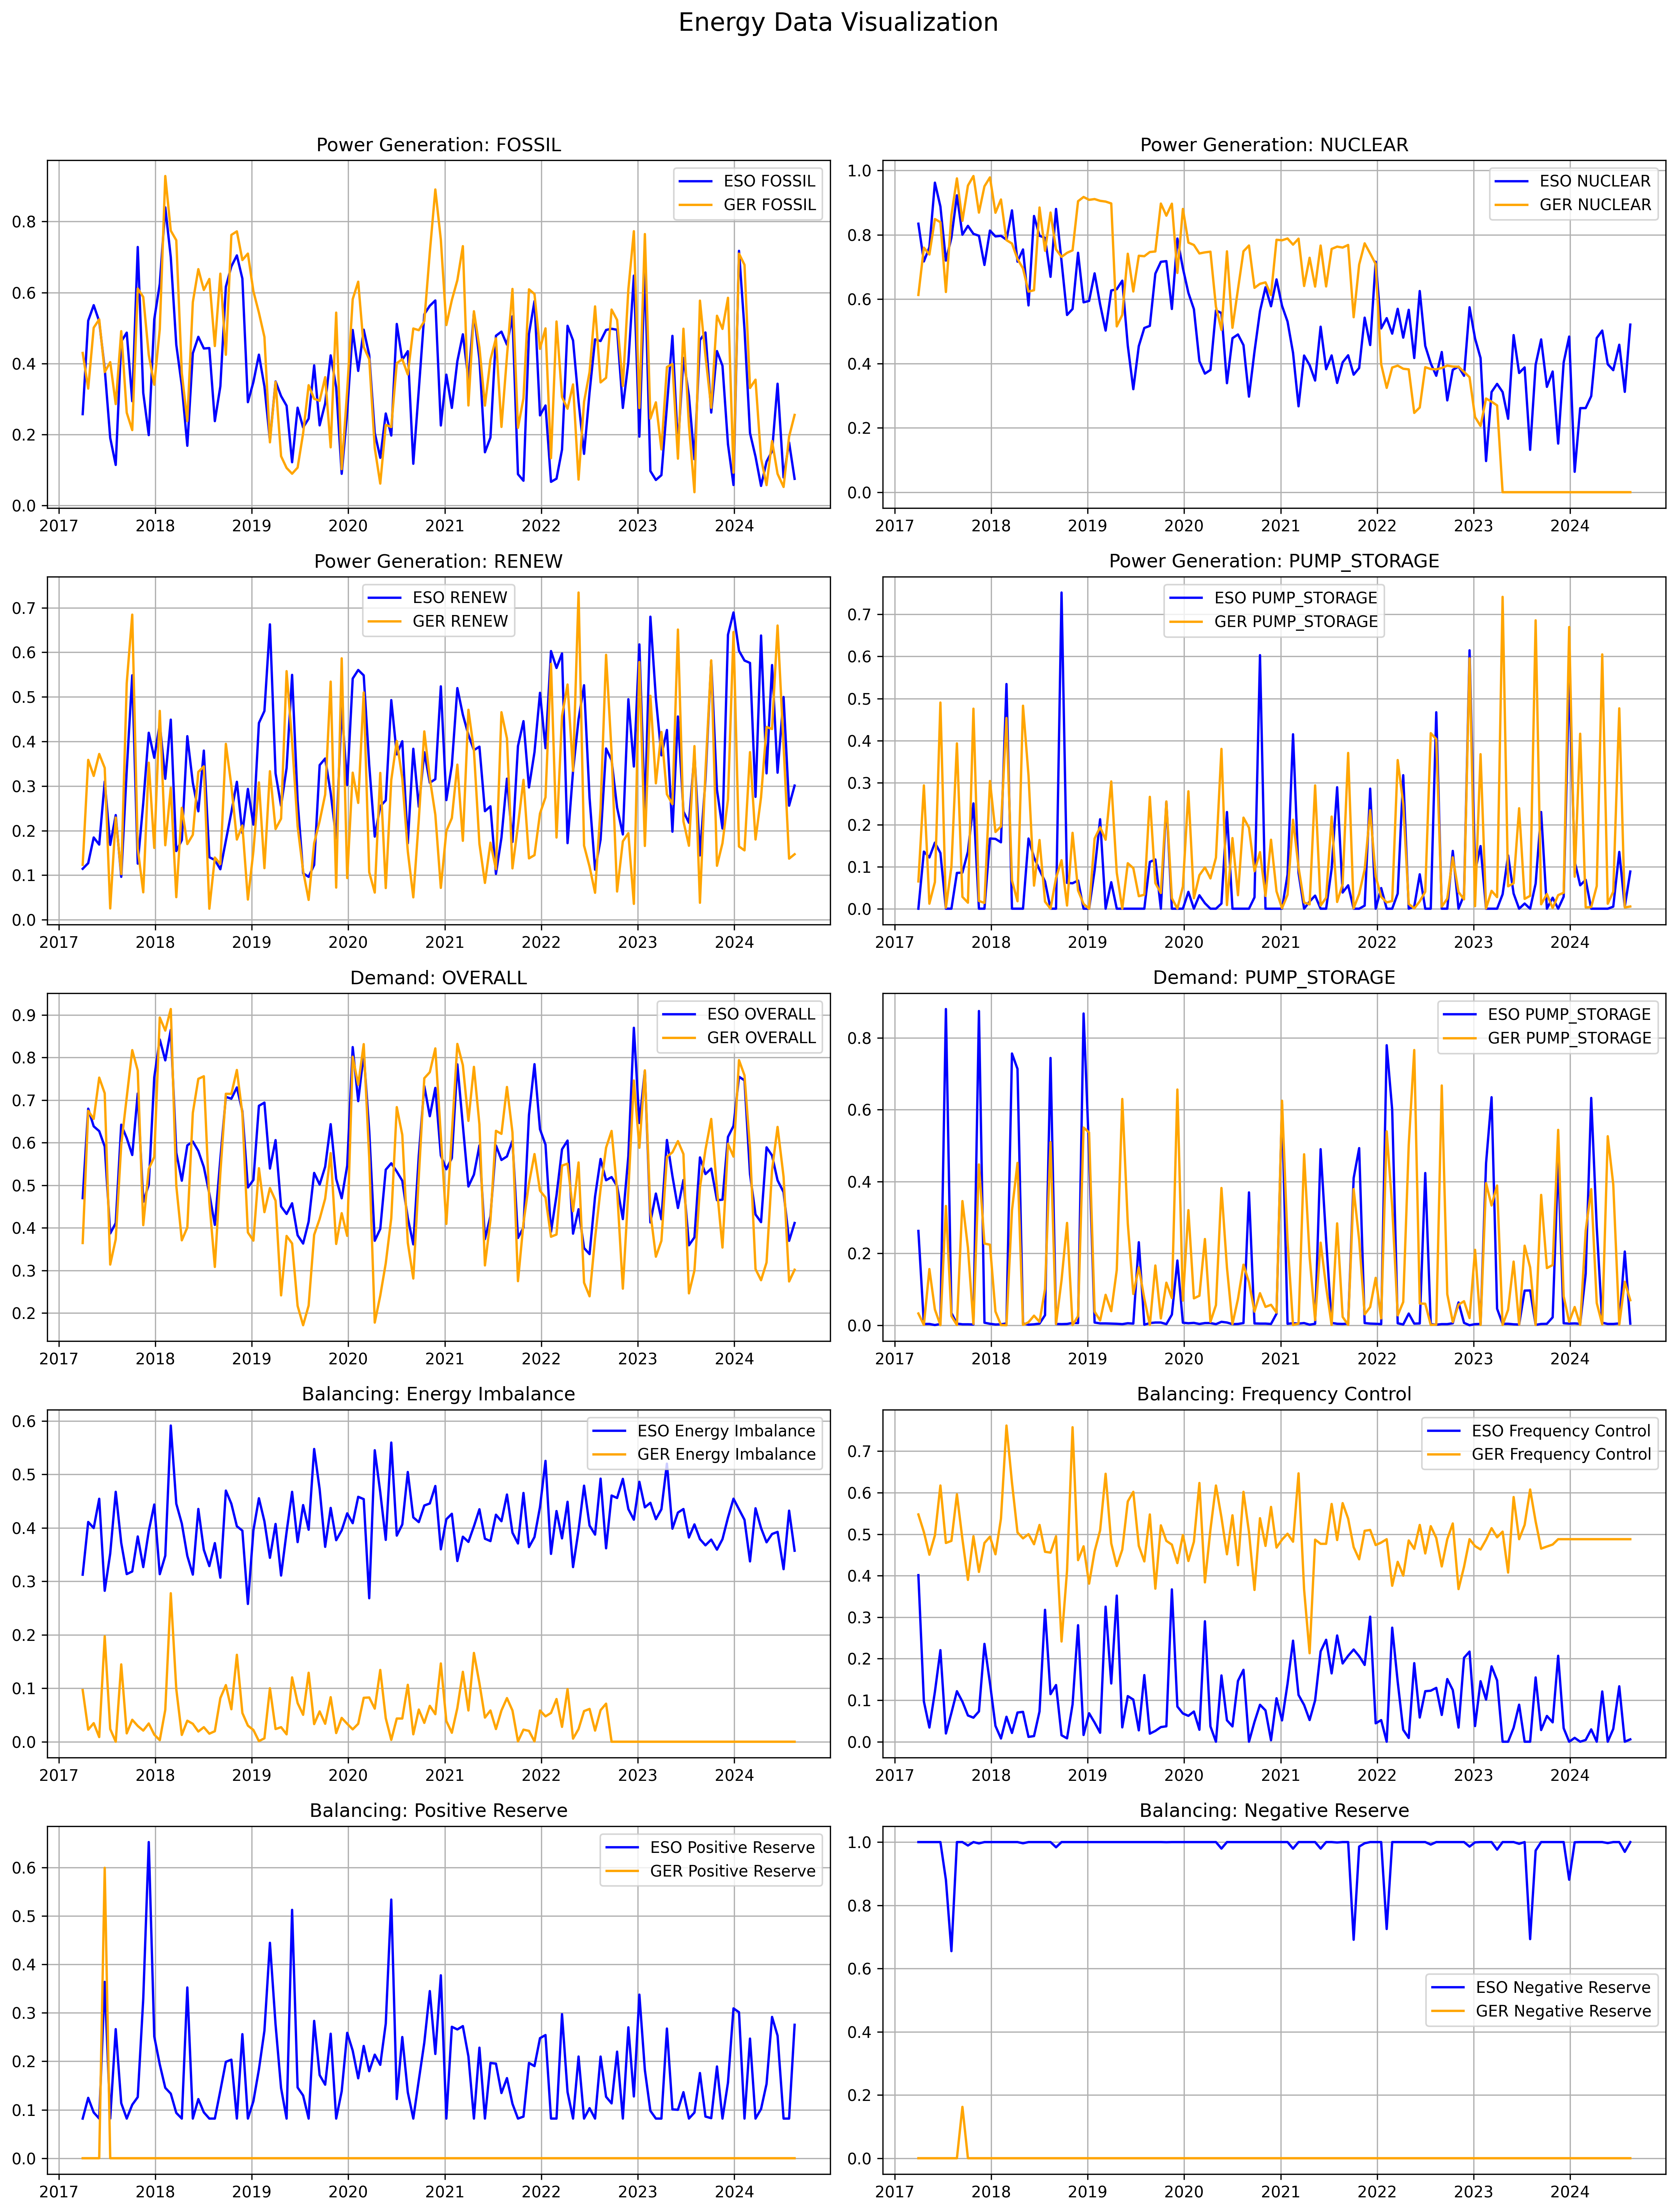 Energy Data Visualization
Power Generation: FOSSIL
ESO FOSSIL
GER FOSSIL
0.8
0.6
0.4
0.2
0.0
2017 2018 2019 2020 2021 2022 2023 2024
Power Generation: NUCLEAR
ESO NUCLEAR
GER NUCLEAR
1.0
0.8
0.6
0.4
0.2
0.0
2017 2018 2019 2020 2021 2022 2023 2024
Power Generation: RENEW
ESO RENEW
GER RENEW
0.7
0.6
0.5
0.4
0.3
0.2
0.1
0.0
2017 2018 2019 2020 2021 2022 2023 2024
Power Generation: PUMP_STORAGE
ESO PUMP_STORAGE
GER PUMP_STORAGE
0.7
0.6
0.5
0.4
0.3
0.2
0.1
0.0
2017 2018 2019 2020 2021 2022 2023 2024
Demand: OVERALL
ESO OVERALL
GER OVERALL
0.9
0.8
0.7
0.6
0.5
0.4
0.3
0.2
2017 2018 2019 2020 2021 2022 2023 2024
Demand: PUMP_STORAGE
ESO PUMP_STORAGE
GER PUMP_STORAGE
0.8
0.6
0.4
0.2
0.0
2017 2018 2019 2020 2021 2022 2023 2024
Balancing: Energy Imbalance
ESO Energy Imbalance
GER Energy Imbalance
0.6
0.5
0.4
0.3
0.2
0.1
0.0
2017 2018 2019 2020 2021 2022 2023 2024
Balancing: Frequency Control
ESO Frequency Control
GER Frequency Control
0.7
0.6
0.5
0.4
0.3
0.2
0.1
0.0
2017 2018 2019 2020 2021 2022 2023 2024
Balancing: Positive Reserve
ESO Positive Reserve
GER Positive Reserve
0.6
0.5
0.4
0.3
0.2
0.1
0.0
2017 2018 2019 2020 2021 2022 2023 2024
Balancing: Negative Reserve
1.0
0.8
0.6
ESO Negative Reserve
GER Negative Reserve
0.4
0.2
0.0
2017 2018 2019 2020 2021 2022 2023 2024